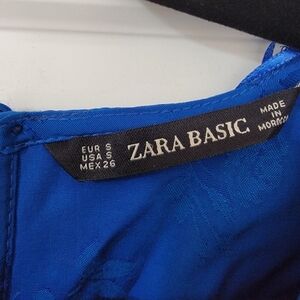 EUR S
USA S
MEX 26
ZARA BASIC
MADE
IN
MOROCCO